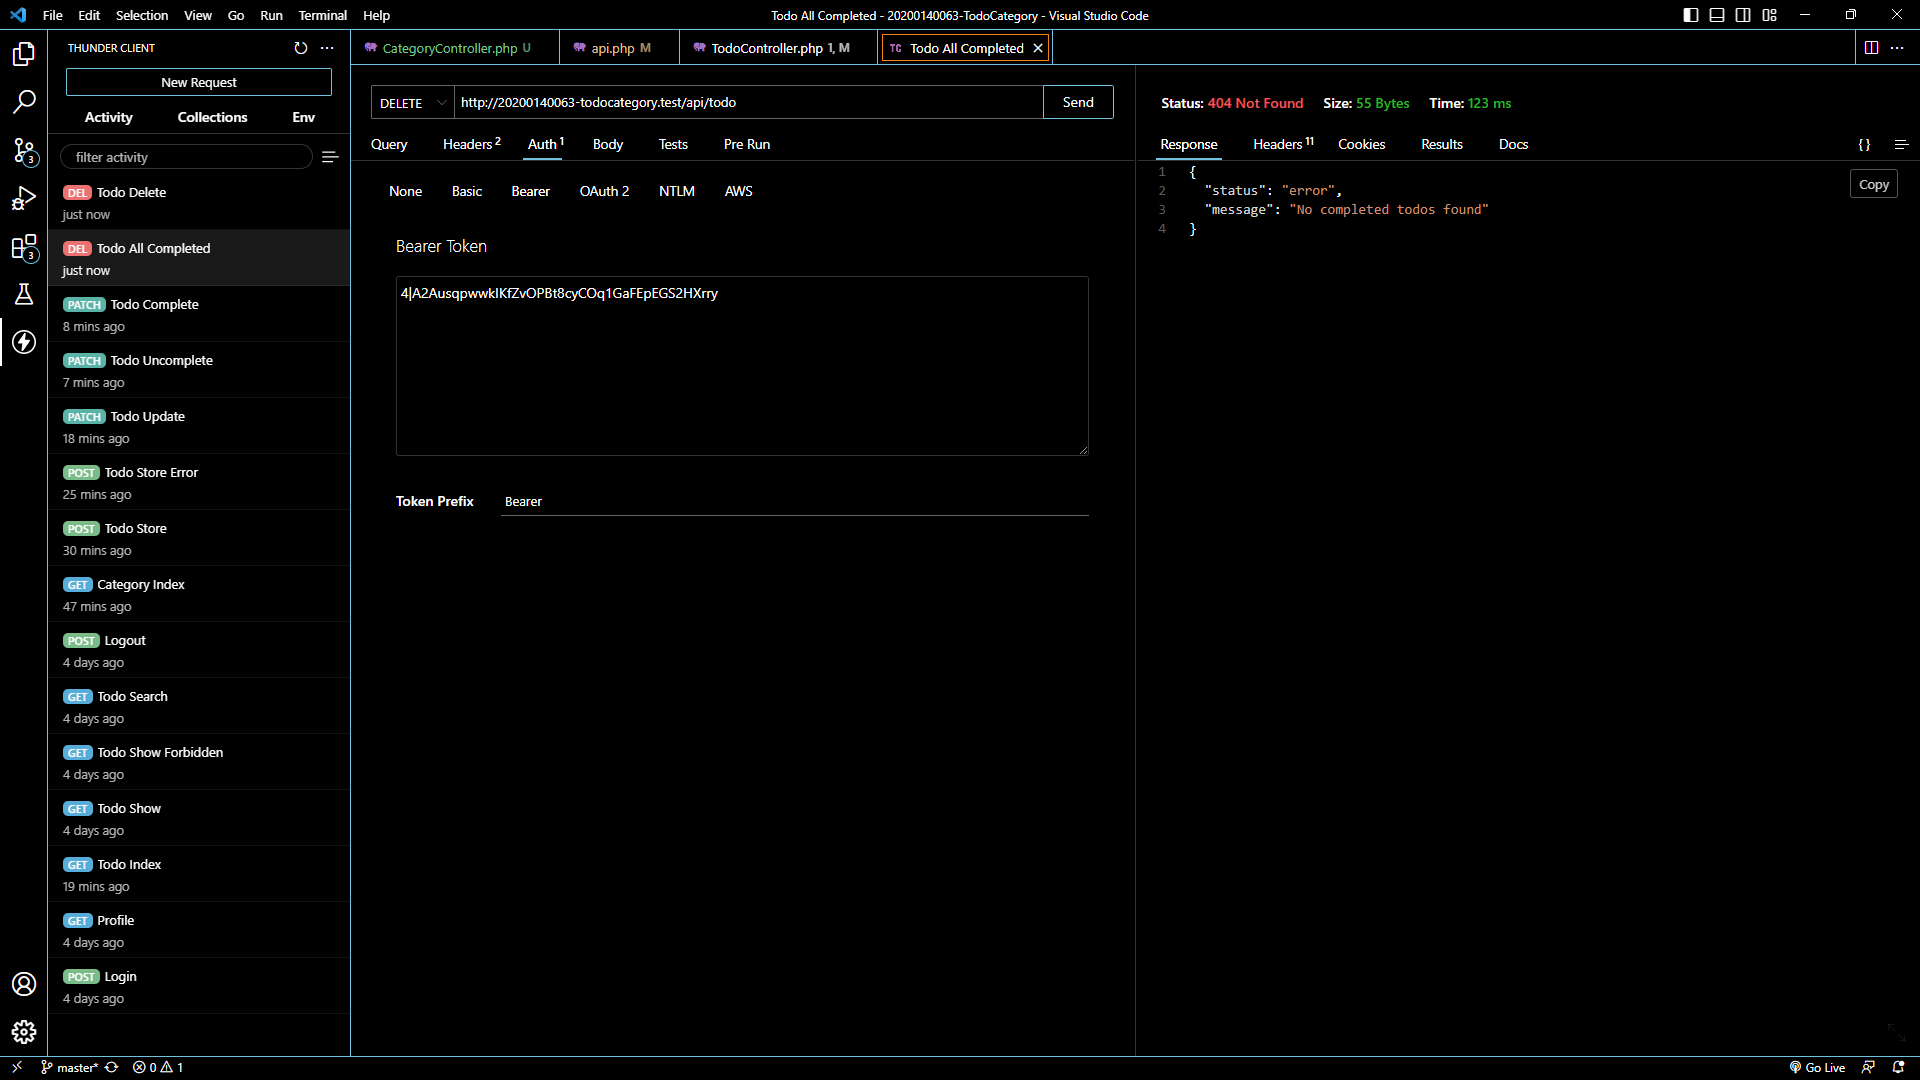 File Edit Selection View Go Run Terminal Help
Todo All Completed - 20200140063-TodoCategory - Visual Studio Code
THUNDER CLIENT
New Request
Activity Collections Env
filter activity
DEL Todo Delete
just now
DEL Todo All Completed
just now
PATCH Todo Complete
8 mins ago
PATCH Todo Uncomplete
7 mins ago
PATCH Todo Update
18 mins ago
POST Todo Store Error
25 mins ago
POST Todo Store
30 mins ago
GET Category Index
47 mins ago
POST Logout
4 days ago
GET Todo Search
4 days ago
GET Todo Show Forbidden
4 days ago
GET Todo Show
4 days ago
GET Todo Index
19 mins ago
GET Profile
4 days ago
POST Login
4 days ago
3
3
CategoryController.php U
api.php M
TodoController.php 1, M
TC Todo All Completed
DELETE http://20200140063-todocategory.test/api/todo Send
Query Headers 2 Auth 1 Body Tests Pre Run
None Basic Bearer OAuth 2 NTLM AWS
Bearer Token
4|A2AusqpwwkIKfZvOPBt8cyCOq1GaFEpEGS2HXrry
Token Prefix Bearer
Status: 404 Not Found Size: 55 Bytes Time: 123 ms
Response Headers 11 Cookies Results Docs
{}
Copy
1 {
2 "status": "error",
3 "message": "No completed todos found"
4 }
master* 0 1
Go Live